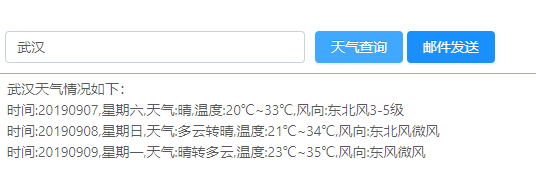 武汉
天气查询
邮件发送
武汉天气情况如下：
时间:20190907,星期六,天气:晴,温度:20℃~33℃,风向:东北风3-5级
时间:20190908,星期日,天气:多云转晴,温度:21℃~34℃,风向:东北风微风
时间:20190909,星期一,天气:晴转多云,温度:23℃~35℃,风向:东风微风